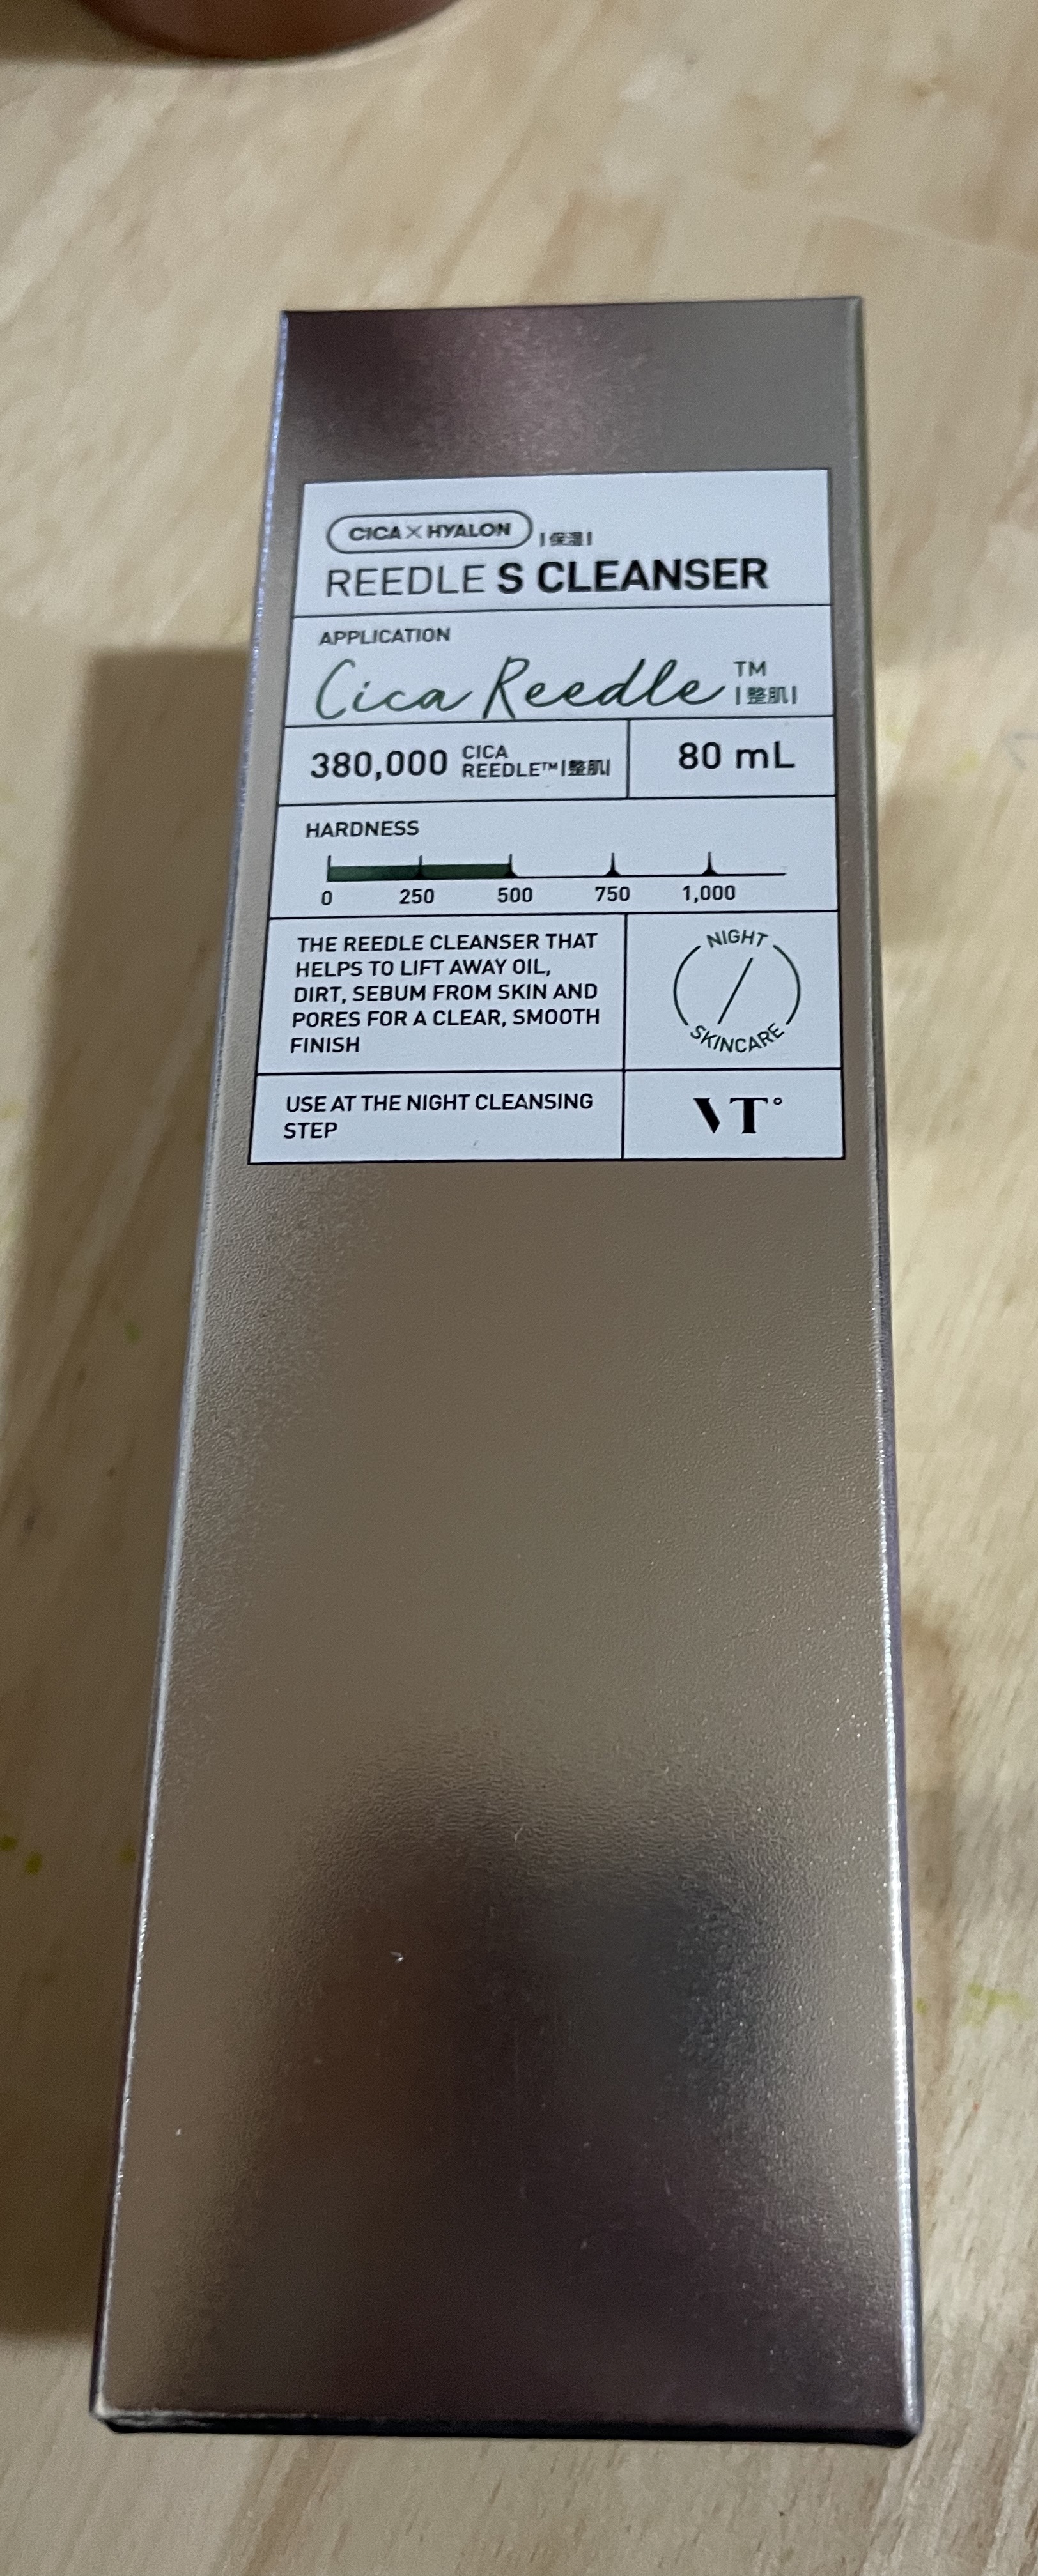 CICA×HYALON |保湿|
REEDLE S CLEANSER
APPLICATION
Cica Reedle™ |整肌|
380,000 CICA REEDLE™|整肌|
80 mL
HARDNESS
0 250 500 750 1,000
THE REEDLE CLEANSER THAT
HELPS TO LIFT AWAY OIL,
DIRT, SEBUM FROM SKIN AND
PORES FOR A CLEAR, SMOOTH
FINISH
NIGHT
SKINCARE
USE AT THE NIGHT CLEANSING
STEP
VT°